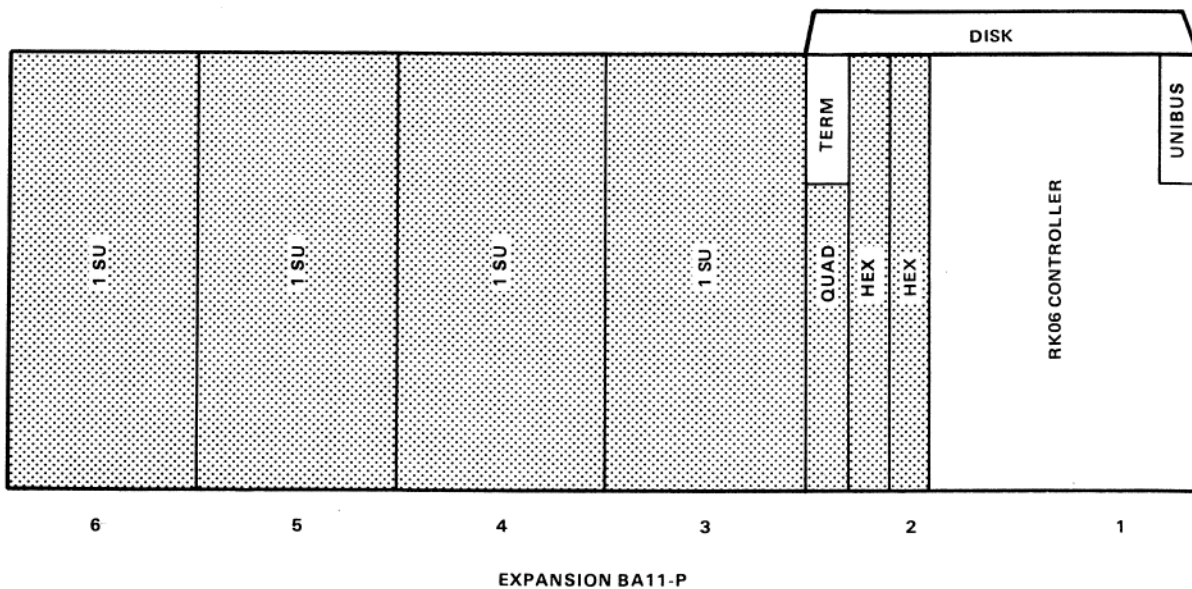 DISK
TERM
UNIBUS
1 SU
1 SU
1 SU
1 SU
QUAD
HEX
HEX
RK06 CONTROLLER
6 5 4 3 2 1
EXPANSION BA11-P